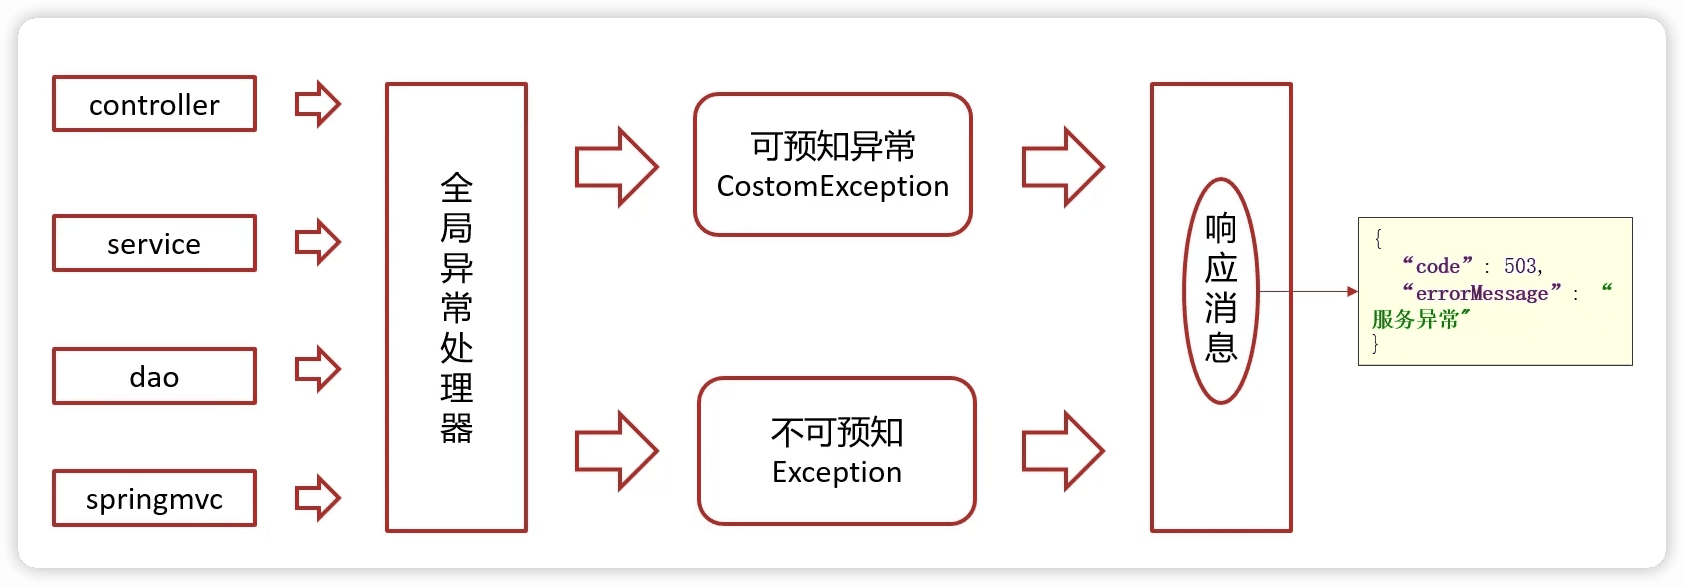 controller
service
dao
springmvc
全
局
异
常
处
理
器
可预知异常
CostomException
不可预知
Exception
响
应
消
息
{
“code”: 503,
“errorMessage”: “
服务异常"
}